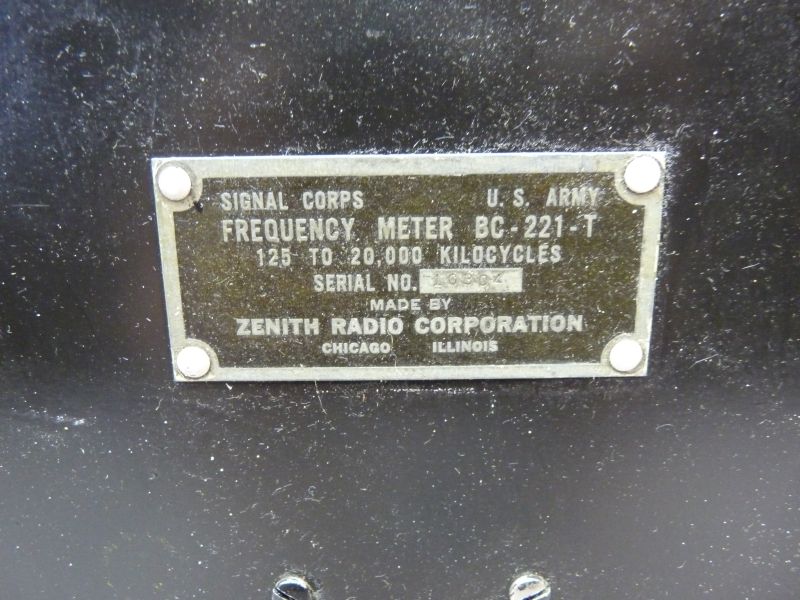 SIGNAL CORPS U. S. ARMY
FREQUENCY METER BC-221-T
125 TO 20,000 KILOCYCLES
SERIAL NO.
MADE BY
ZENITH RADIO CORPORATION
CHICAGO ILLINOIS